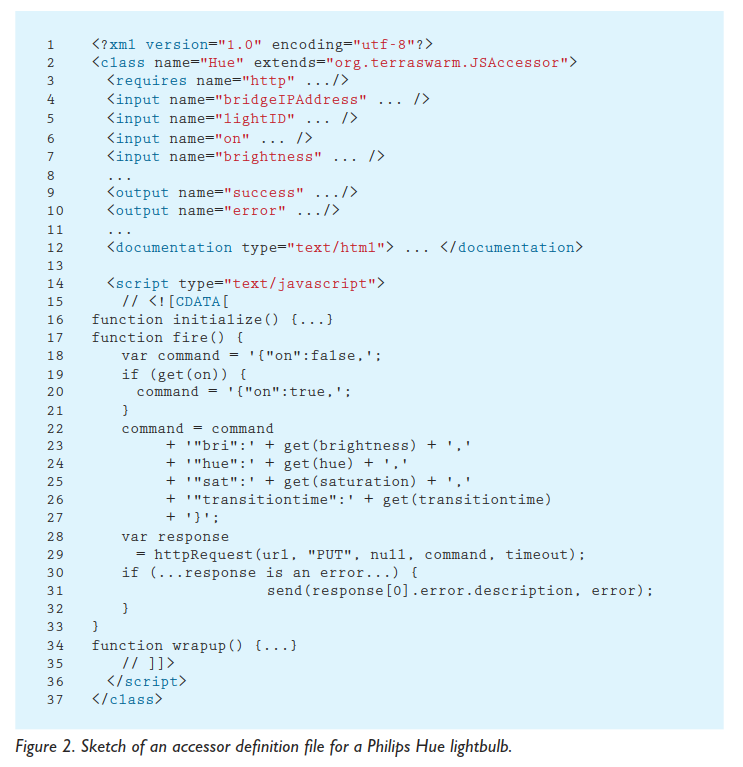 1 <?xml version="1.0" encoding="utf-8"?>
2 <class name="Hue" extends="org.terraswarm.JSAccessor">
3 <requires name="http" .../>
4 <input name="bridgeIPAddress" ... />
5 <input name="lightID" ... />
6 <input name="on" ... />
7 <input name="brightness" ... />
8 ...
9 <output name="success" .../>
10 <output name="error" .../>
11 ...
12 <documentation type="text/html"> ... </documentation>
13
14 <script type="text/javascript">
15 // <![CDATA[
16 function initialize() {...}
17 function fire() {
18 var command = '{"on":false,';
19 if (get(on)) {
20 command = '{"on":true,';
21 }
22 command = command
23 + '"bri":' + get(brightness) + ','
24 + '"hue":' + get(hue) + ','
25 + '"sat":' + get(saturation) + ','
26 + '"transitiontime":' + get(transitiontime)
27 + '}';
28 var response
29 = httpRequest(url, "PUT", null, command, timeout);
30 if (...response is an error...) {
31 send(response[0].error.description, error);
32 }
33 }
34 function wrapup() {...}
35 // ]]>
36 </script>
37 </class>
Figure 2. Sketch of an accessor definition file for a Philips Hue lightbulb.